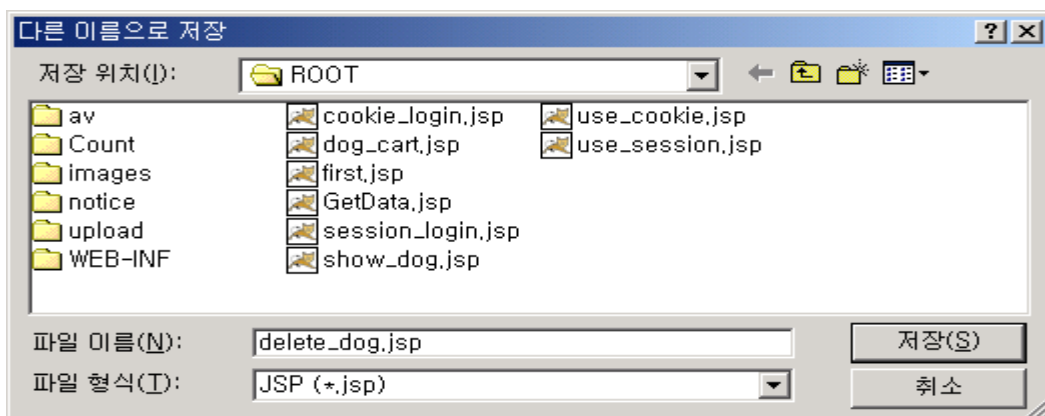 다른 이름으로 저장
저장 위치(I): ROOT
av cookie_login.jsp use_cookie.jsp
Count dog_cart.jsp use_session.jsp
images first.jsp
notice GetData.jsp
upload session_login.jsp
WEB-INF show_dog.jsp
파일 이름(N): delete_dog.jsp 저장(S)
파일 형식(T): JSP (*.jsp) 취소